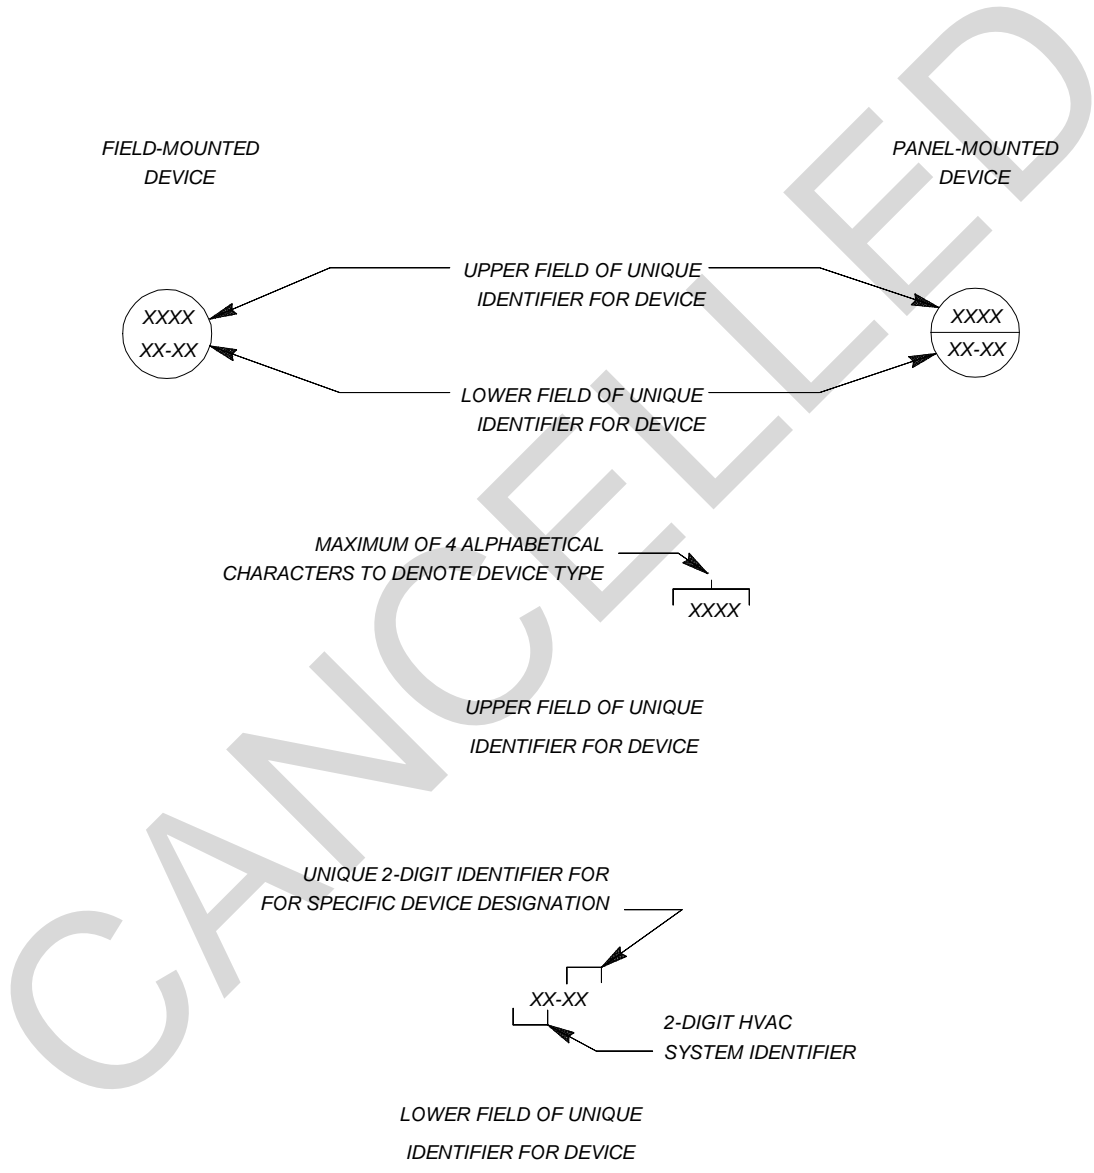 FIELD-MOUNTED
DEVICE
PANEL-MOUNTED
DEVICE
UPPER FIELD OF UNIQUE
IDENTIFIER FOR DEVICE
XXXX
XX-XX
XXXX
XX-XX
LOWER FIELD OF UNIQUE
IDENTIFIER FOR DEVICE
MAXIMUM OF 4 ALPHABETICAL
CHARACTERS TO DENOTE DEVICE TYPE
XXXX
UPPER FIELD OF UNIQUE
IDENTIFIER FOR DEVICE
UNIQUE 2-DIGIT IDENTIFIER FOR
FOR SPECIFIC DEVICE DESIGNATION
XX-XX
2-DIGIT HVAC
SYSTEM IDENTIFIER
LOWER FIELD OF UNIQUE
IDENTIFIER FOR DEVICE
CANCELLED